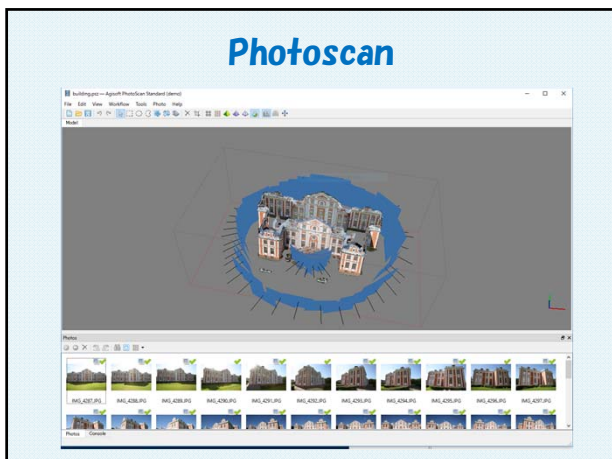 Photoscan
building.psz — Agisoft PhotoScan Standard (demo)
File Edit View Workflow Tools Photo Help
Model
Photos
IMG_4287.JPG IMG_4288.JPG IMG_4289.JPG IMG_4290.JPG IMG_4291.JPG IMG_4292.JPG IMG_4293.JPG IMG_4294.JPG IMG_4295.JPG IMG_4296.JPG IMG_4297.JPG
Photos Console